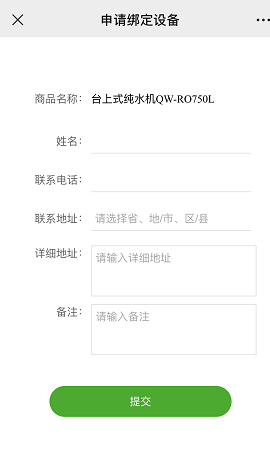 申请绑定设备
商品名称： 台上式纯水机QW-RO750L
姓名：
联系电话：
联系地址： 请选择省、地/市、区/县
详细地址： 请输入详细地址
备注： 请输入备注
提交